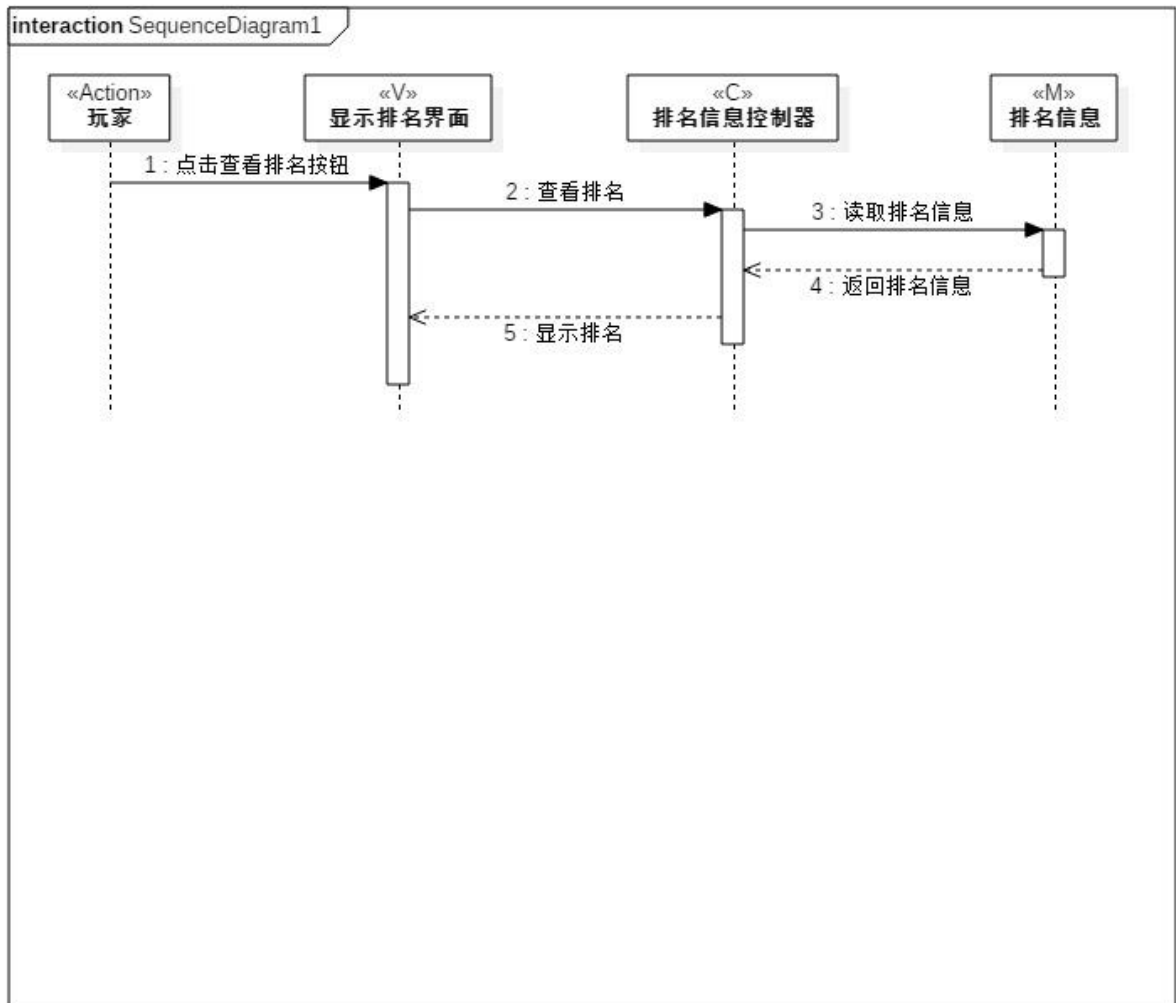 interaction SequenceDiagram1
«Action»
玩家
«V»
显示排名界面
«C»
排名信息控制器
«M»
排名信息
1 : 点击查看排名按钮
2 : 查看排名
3 : 读取排名信息
4 : 返回排名信息
5 : 显示排名